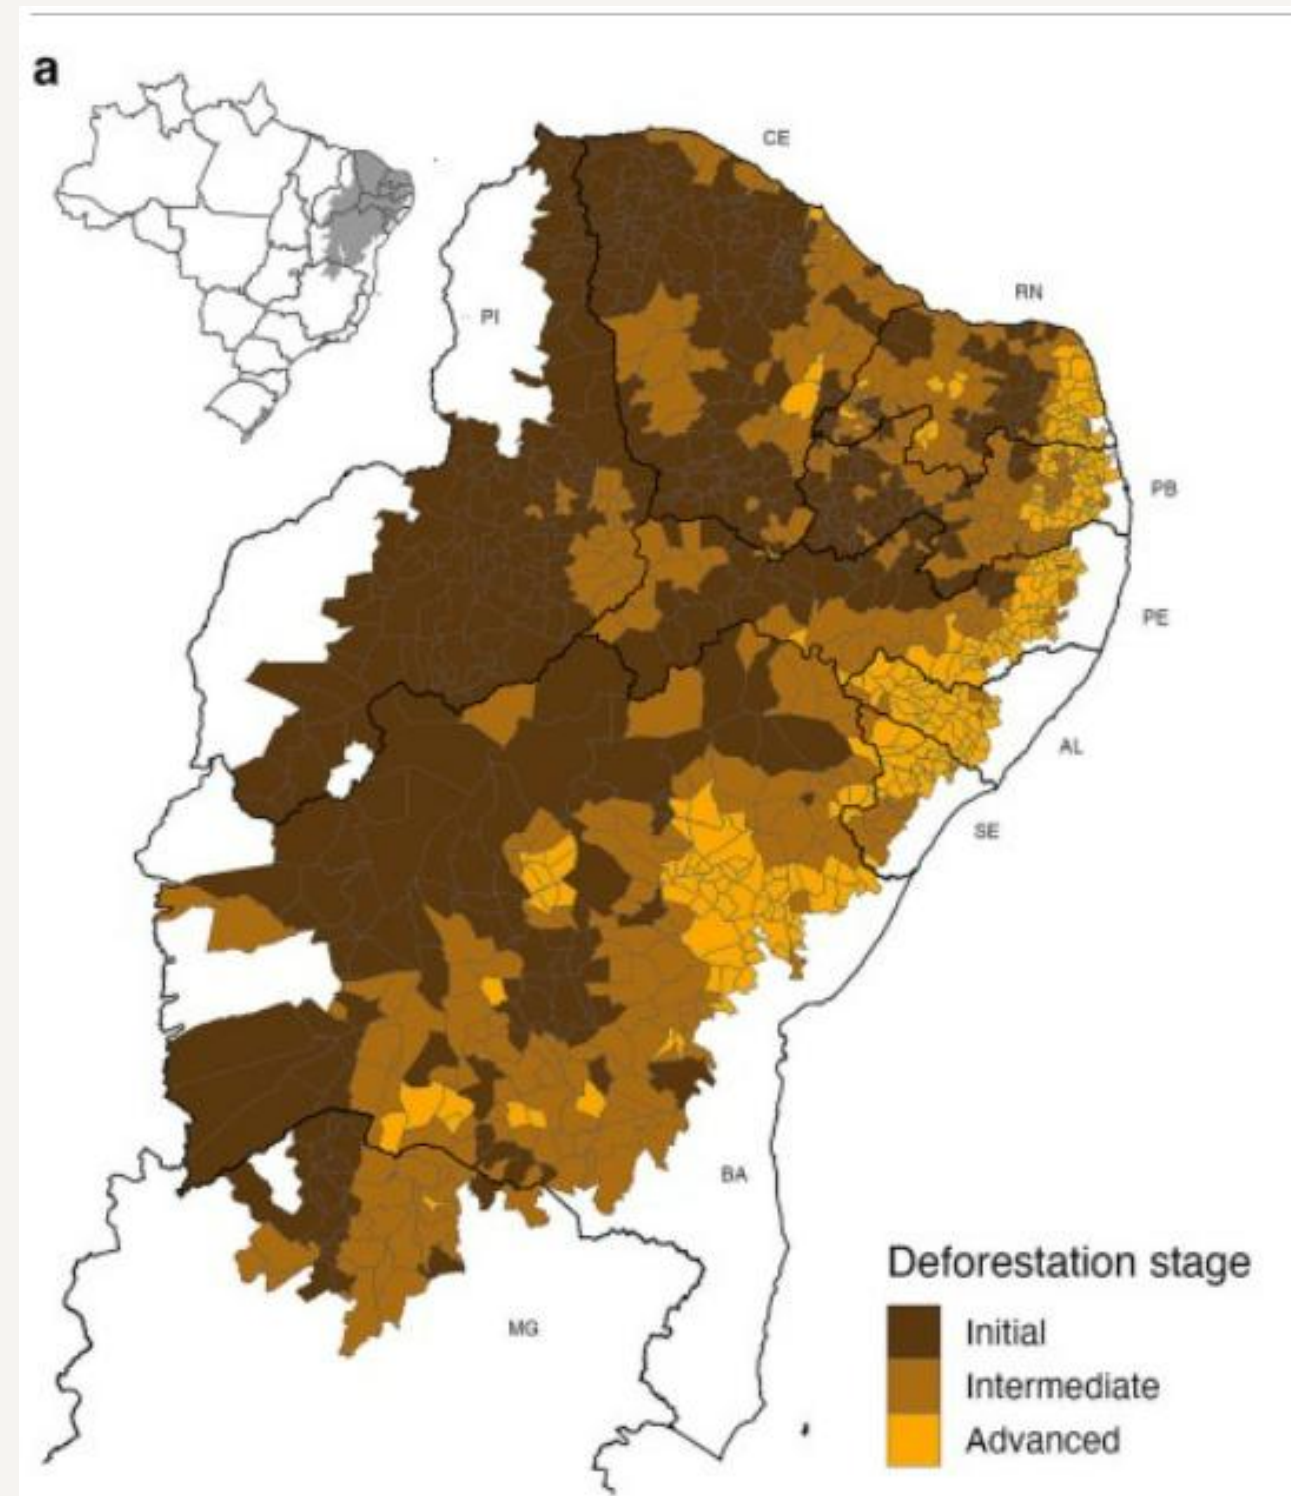 a
CE
RN
PI
PB
PE
AL
SE
BA
MG
Deforestation stage
Initial
Intermediate
Advanced